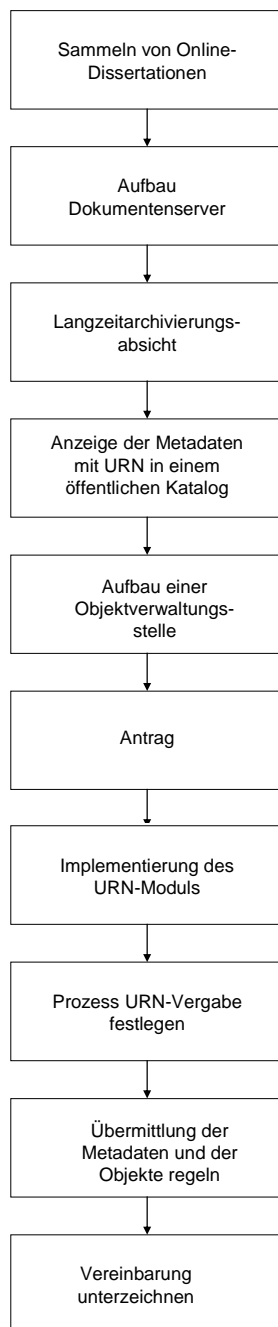 Sammeln von Online-
Dissertationen
Aufbau
Dokumentenserver
Langzeitarchivierungs-
absicht
Anzeige der Metadaten
mit URN in einem
öffentlichen Katalog
Aufbau einer
Objektverwaltungs-
stelle
Antrag
Implementierung des
URN-Moduls
Prozess URN-Vergabe
festlegen
Übermittlung der
Metadaten und der
Objekte regeln
Vereinbarung
unterzeichnen